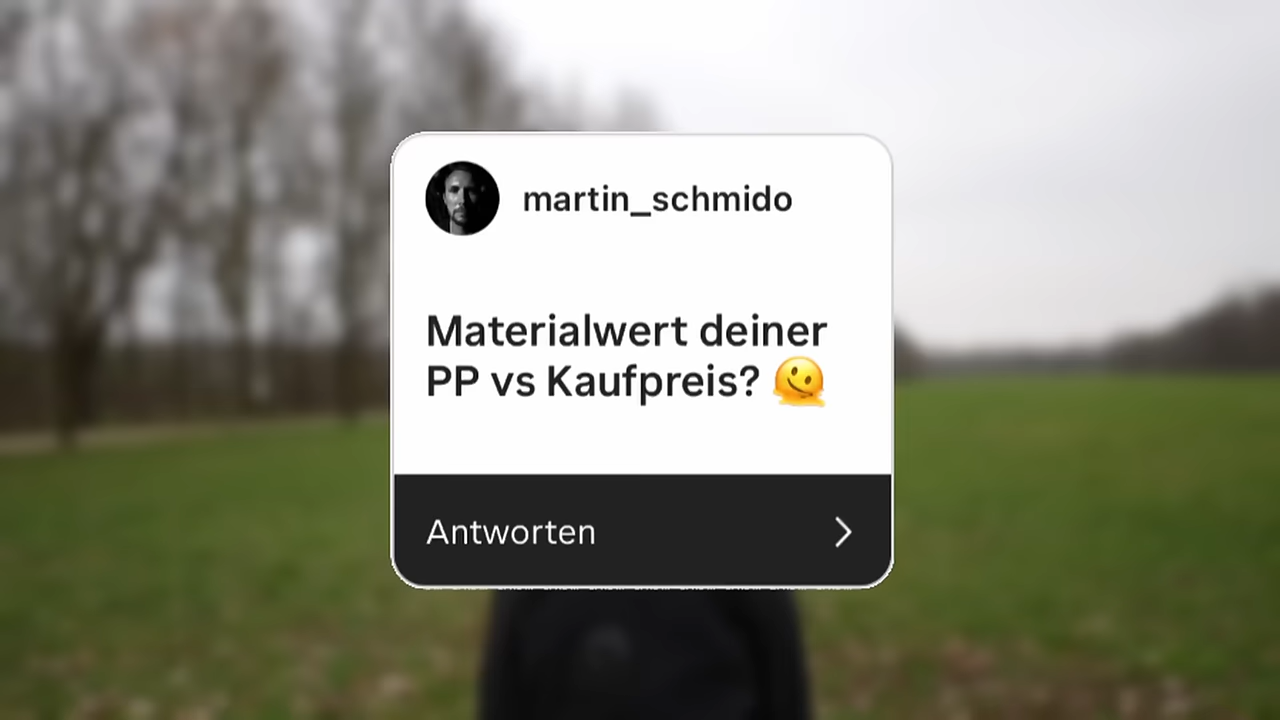 martin_schmido
Materialwert deiner
PP vs Kaufpreis? 🫠
Antworten